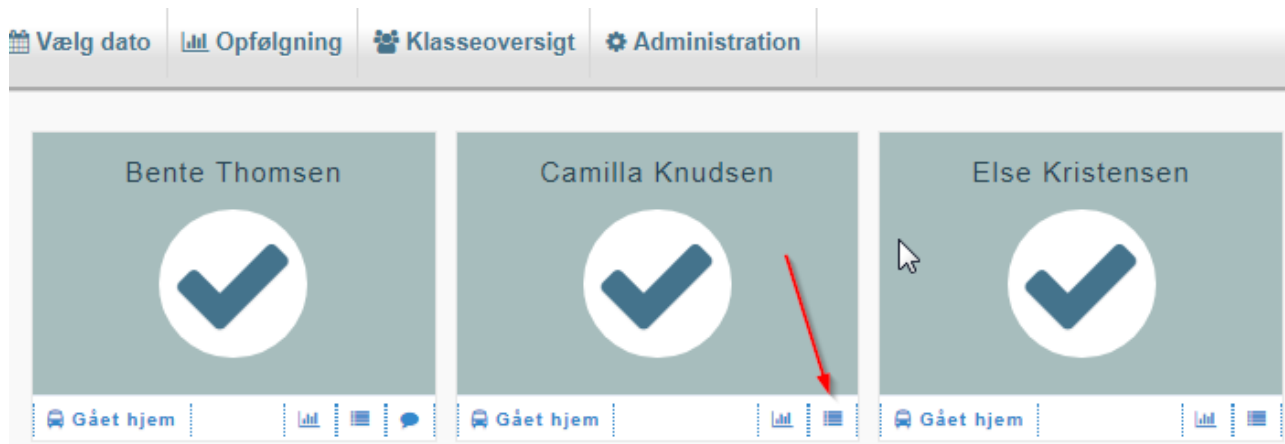 Vælg dato Opfølgning Klasseoversigt Administration
Bente Thomsen Camilla Knudsen Else Kristensen
Gået hjem Gået hjem Gået hjem